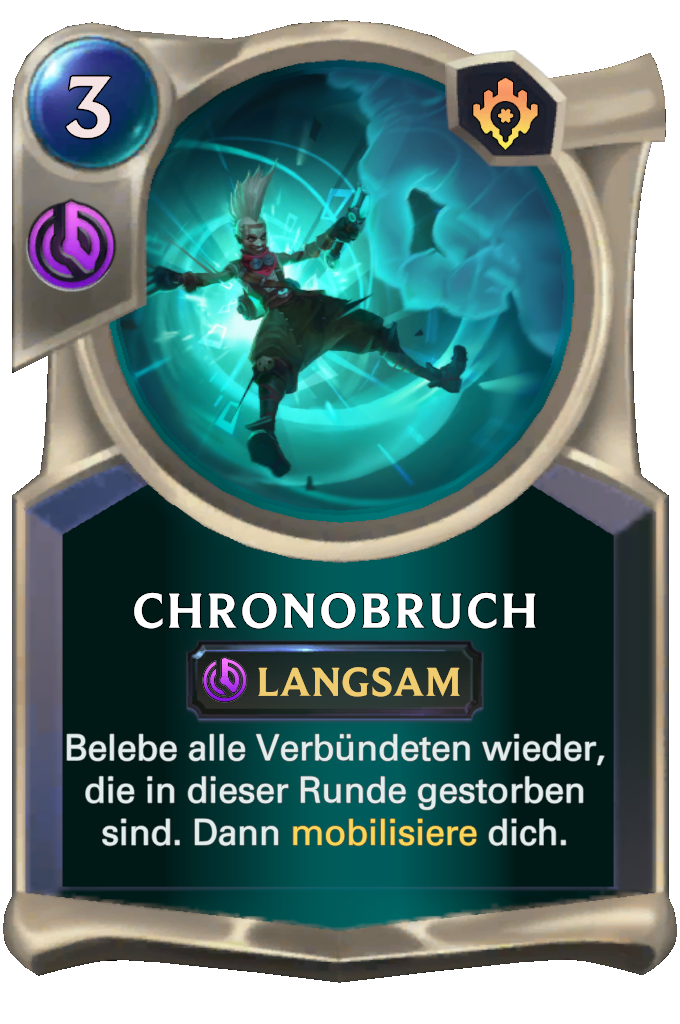 3
CHRONOBRUCH
LANGSAM
Belebe alle Verbündeten wieder,
die in dieser Runde gestorben
sind. Dann mobilisiere dich.